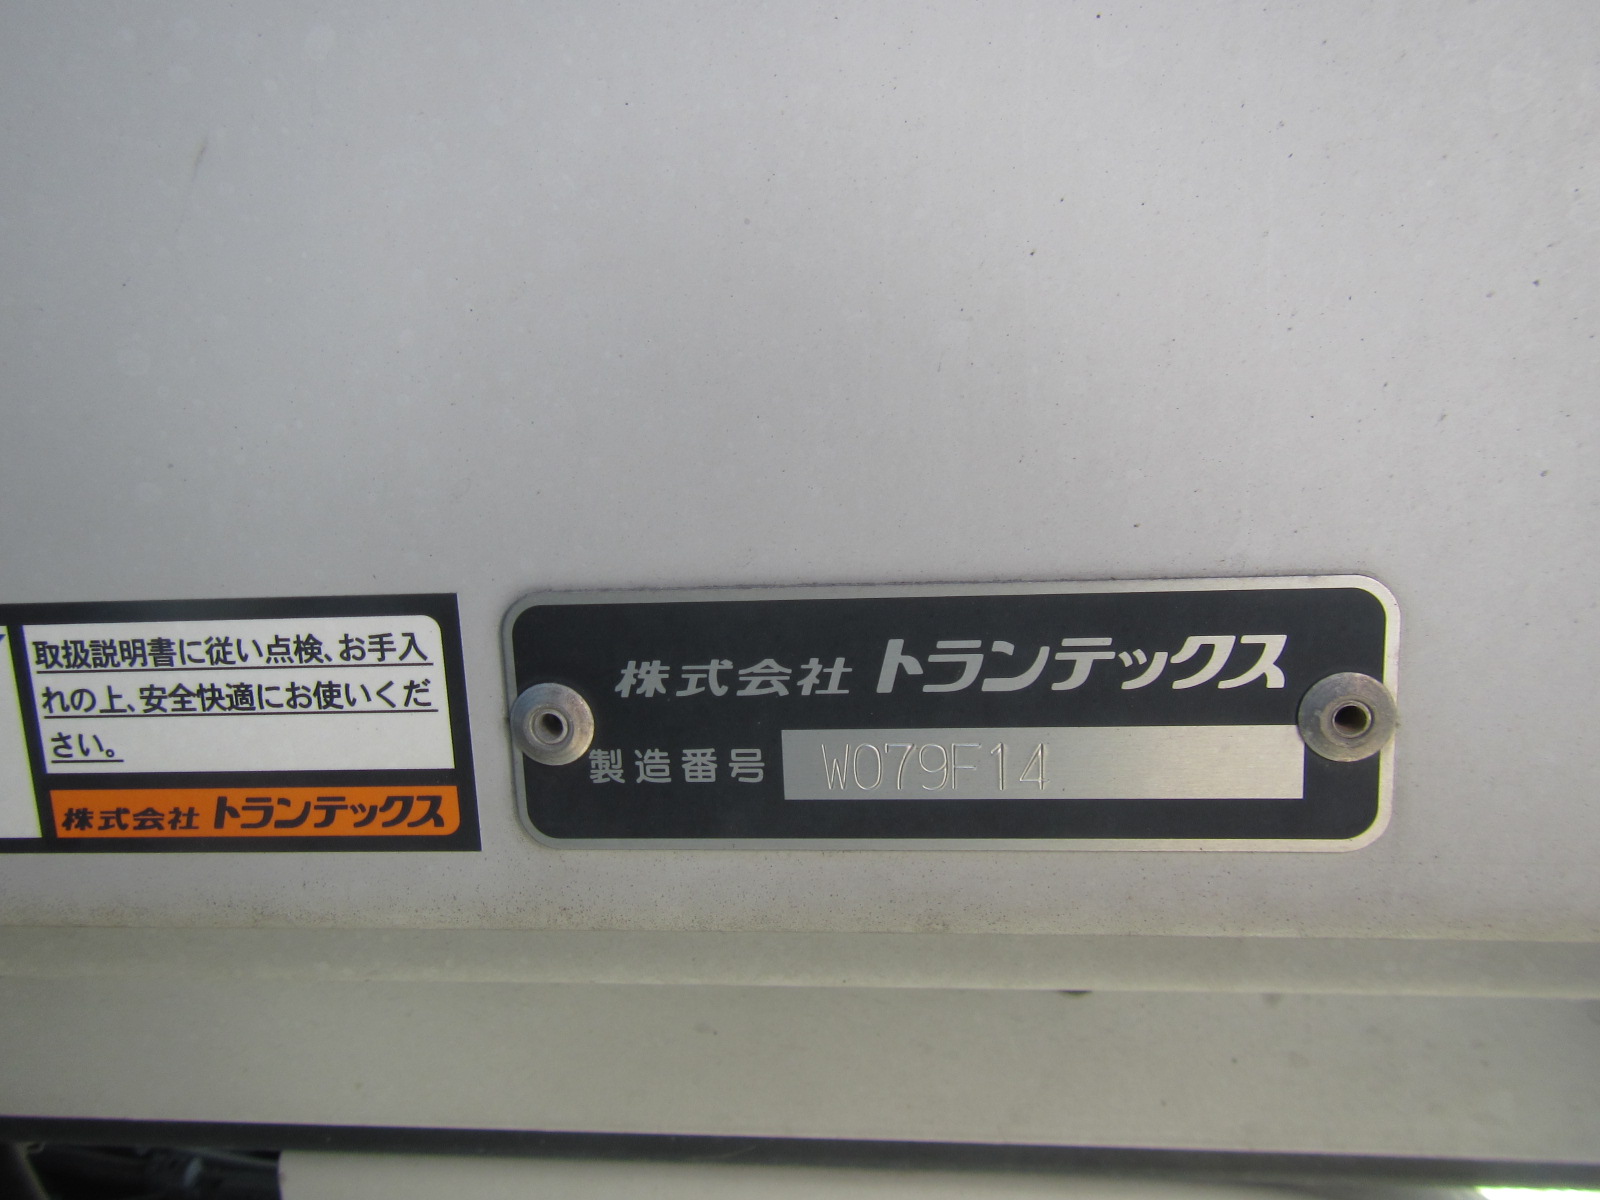 取扱説明書に従い点検、お手入
れの上、安全快適にお使いくだ
さい。
株式会社 トランテックス
株式会社 トランテックス
製造番号 W079F14